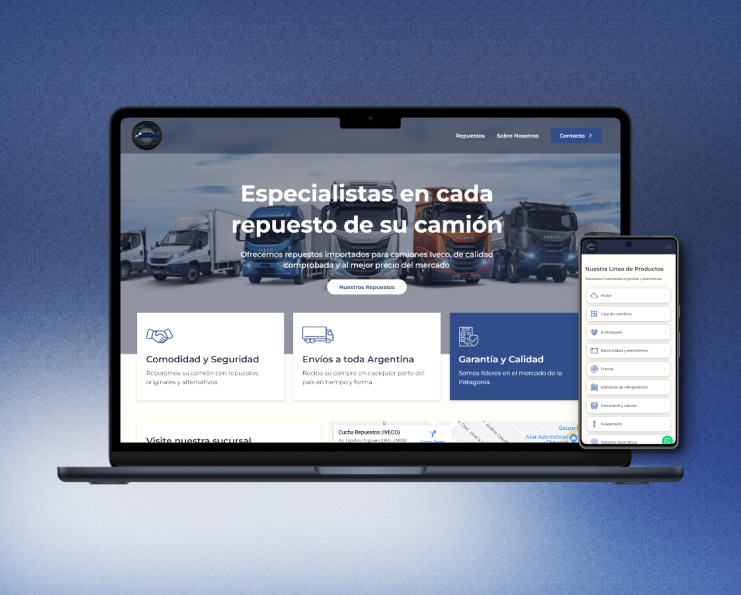 Repuestos
Sobre Nosotros
Contacto
Especialistas en cada
repuesto de su camión
Ofrecemos repuestos importados para camiones Iveco, de calidad
comprobada y al mejor precio del mercado
Nuestros Repuestos
Comodidad y Seguridad
Reparamos su camión con repuestos
originales y alternativos
Envíos a toda Argentina
Reciba su compra en cualquier parte del
país en tiempo y forma
Garantía y Calidad
Somos líderes en el mercado de la
Patagonia
Visite nuestra sucursal
Cucha Repuestos (IVECO)
Nuestra Línea de Productos
Repuestos importados originales y alternativos
Motor
Caja de cambios
Embragues
Electricidad y electrónica
Frenos
Sistemas de refrigeración
Carrocería y cabina
Suspensión
Sistema neumático